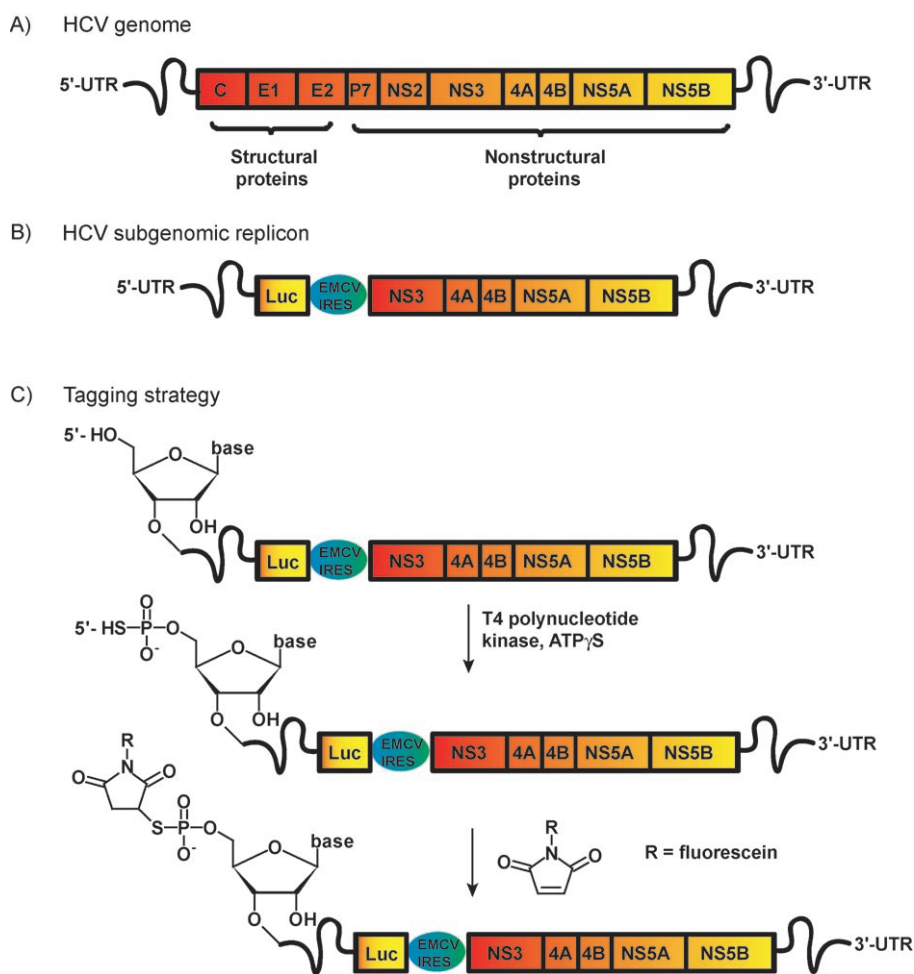 A) HCV genome
5'-UTR C E1 E2 P7 NS2 NS3 4A 4B NS5A NS5B 3'-UTR
Structural proteins
Nonstructural proteins
B) HCV subgenomic replicon
5'-UTR Luc EMCV IRES NS3 4A 4B NS5A NS5B 3'-UTR
C) Tagging strategy
5'- HO O base
O OH
Luc EMCV IRES NS3 4A 4B NS5A NS5B 3'-UTR
T4 polynucleotide
kinase, ATPγS
5'- HS P O O O- O base
O OH
Luc EMCV IRES NS3 4A 4B NS5A NS5B 3'-UTR
R N O O S P O O O- O base
O OH
R N O O
R = fluorescein
Luc EMCV IRES NS3 4A 4B NS5A NS5B 3'-UTR